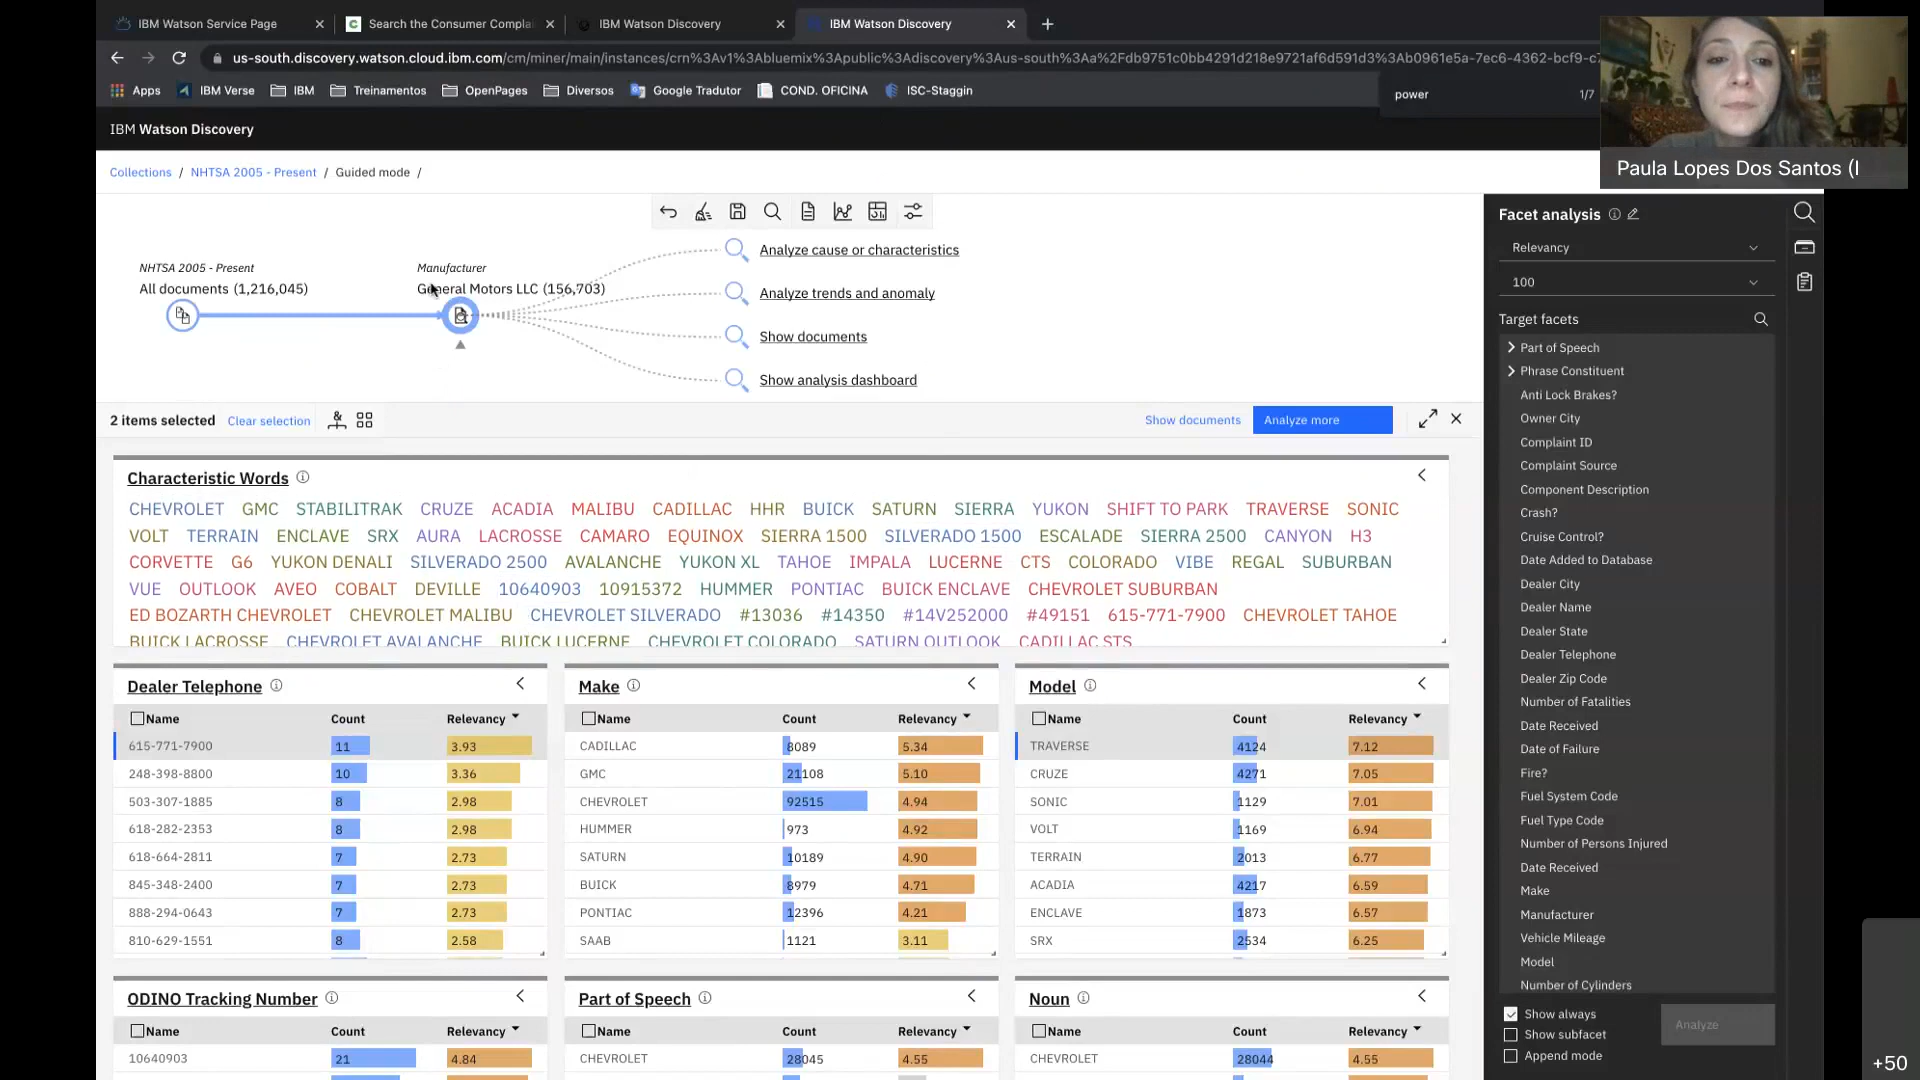 IBM Watson Service Page
Search the Consumer Compla
IBM Watson Discovery
IBM Watson Discovery
us-south.discovery.watson.cloud.ibm.com/cm/miner/main/instances/crn%3Av1%3Abluemix%3Apublic%3Adiscovery%3Aus-south%3Aa%2Fdb9751c0bb4291d218e9721af6d591d3%3Ab0961e5a-7ec6-4362-bcf9-c7
Apps IBM Verse IBM Treinamentos OpenPages Diversos Google Tradutor COND. OFICINA ISC-Staggin
power 1/7
Paula Lopes Dos Santos (I
IBM Watson Discovery
Collections / NHTSA 2005 - Present / Guided mode /
NHTSA 2005 - Present
All documents (1,216,045)
Manufacturer
General Motors LLC (156,703)
Analyze cause or characteristics
Analyze trends and anomaly
Show documents
Show analysis dashboard
2 items selected Clear selection Show documents Analyze more
Characteristic Words
CHEVROLET GMC STABILITRAK CRUZE ACADIA MALIBU CADILLAC HHR BUICK SATURN SIERRA YUKON SHIFT TO PARK TRAVERSE SONIC
VOLT TERRAIN ENCLAVE SRX AURA LACROSSE CAMARO EQUINOX SIERRA 1500 SILVERADO 1500 ESCALADE SIERRA 2500 CANYON H3
CORVETTE G6 YUKON DENALI SILVERADO 2500 AVALANCHE YUKON XL TAHOE IMPALA LUCERNE CTS COLORADO VIBE REGAL SUBURBAN
VUE OUTLOOK AVEO COBALT DEVILLE 10640903 10915372 HUMMER PONTIAC BUICK ENCLAVE CHEVROLET SUBURBAN
ED BOZARTH CHEVROLET CHEVROLET MALIBU CHEVROLET SILVERADO #13036 #14350 #14V252000 #49151 615-771-7900 CHEVROLET TAHOE
BUICK LACROSSE CHEVROLET AVALANCHE BUICK LUCERNE CHEVROLET COLORADO SATURN OUTLOOK CADILLAC STS
Dealer Telephone
Name Count Relevancy
615-771-7900 11 3.93
248-398-8800 10 3.36
503-307-1885 8 2.98
618-282-2353 8 2.98
618-664-2811 7 2.73
845-348-2400 7 2.73
888-294-0643 7 2.73
810-629-1551 8 2.58
Make
Name Count Relevancy
CADILLAC 8089 5.34
GMC 21108 5.10
CHEVROLET 92515 4.94
HUMMER 973 4.92
SATURN 10189 4.90
BUICK 8979 4.71
PONTIAC 12396 4.21
SAAB 1121 3.11
Model
Name Count Relevancy
TRAVERSE 4124 7.12
CRUZE 4271 7.05
SONIC 1129 7.01
VOLT 1169 6.94
TERRAIN 2013 6.77
ACADIA 4217 6.59
ENCLAVE 1873 6.57
SRX 2534 6.25
ODINO Tracking Number
Name Count Relevancy
10640903 21 4.84
Part of Speech
Name Count Relevancy
CHEVROLET 28045 4.55
Noun
Name Count Relevancy
CHEVROLET 28044 4.55
Facet analysis
Relevancy
100
Target facets
Part of Speech
Phrase Constituent
Anti Lock Brakes?
Owner City
Complaint ID
Complaint Source
Component Description
Crash?
Cruise Control?
Date Added to Database
Dealer City
Dealer Name
Dealer State
Dealer Telephone
Dealer Zip Code
Number of Fatalities
Date Received
Date of Failure
Fire?
Fuel System Code
Fuel Type Code
Number of Persons Injured
Date Received
Make
Manufacturer
Vehicle Mileage
Model
Number of Cylinders
Show always
Show subfacet
Append mode
Analyze
+50